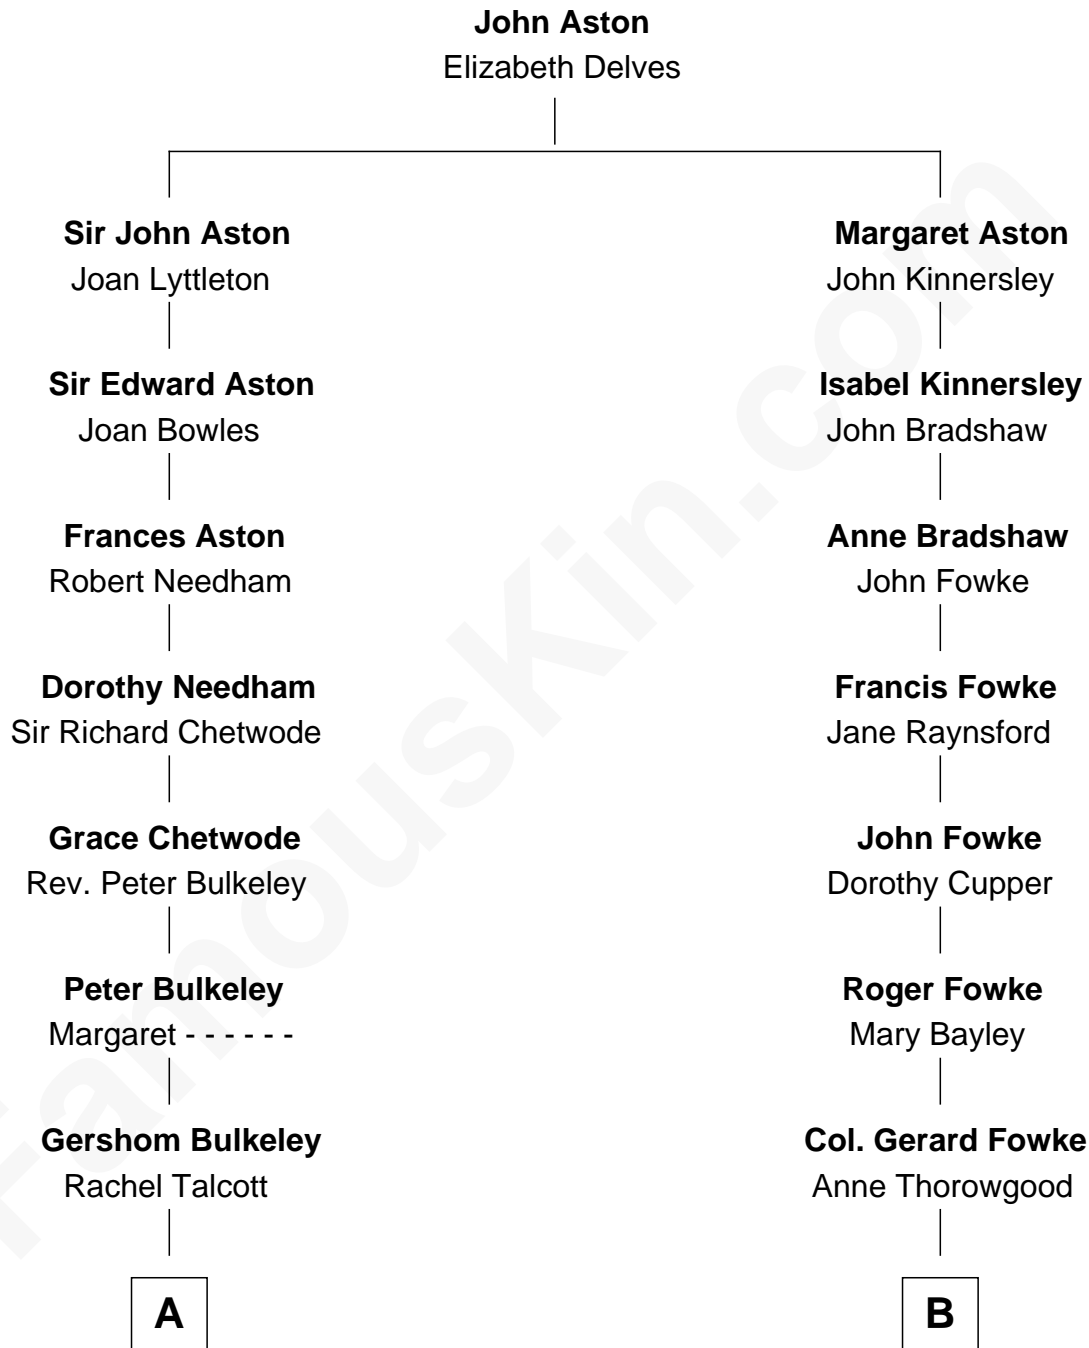 John Aston
Elizabeth Delves
Sir John Aston
Joan Lyttleton
Margaret Aston
John Kinnersley
Sir Edward Aston
Joan Bowles
Isabel Kinnersley
John Bradshaw
Frances Aston
Robert Needham
Anne Bradshaw
John Fowke
Dorothy Needham
Sir Richard Chetwode
Francis Fowke
Jane Raynsford
Grace Chetwode
Rev. Peter Bulkeley
John Fowke
Dorothy Cupper
Peter Bulkeley
Margaret - - - - - -
Roger Fowke
Mary Bayley
Gershom Bulkeley
Rachel Talcott
Col. Gerard Fowke
Anne Thorowgood
A
B
FamousKin.com